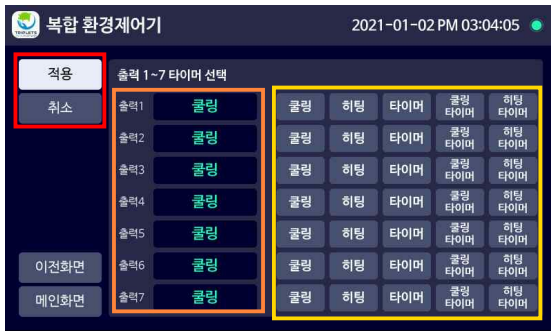 복합 환경제어기 2021-01-02 PM 03:04:05
적용 출력 1~7 타이머 선택
취소 출력1 쿨링 쿨링 히팅 타이머 쿨링 타이머 히팅 타이머
출력2 쿨링 쿨링 히팅 타이머 쿨링 타이머 히팅 타이머
출력3 쿨링 쿨링 히팅 타이머 쿨링 타이머 히팅 타이머
출력4 쿨링 쿨링 히팅 타이머 쿨링 타이머 히팅 타이머
출력5 쿨링 쿨링 히팅 타이머 쿨링 타이머 히팅 타이머
이전화면 출력6 쿨링 쿨링 히팅 타이머 쿨링 타이머 히팅 타이머
메인화면 출력7 쿨링 쿨링 히팅 타이머 쿨링 타이머 히팅 타이머